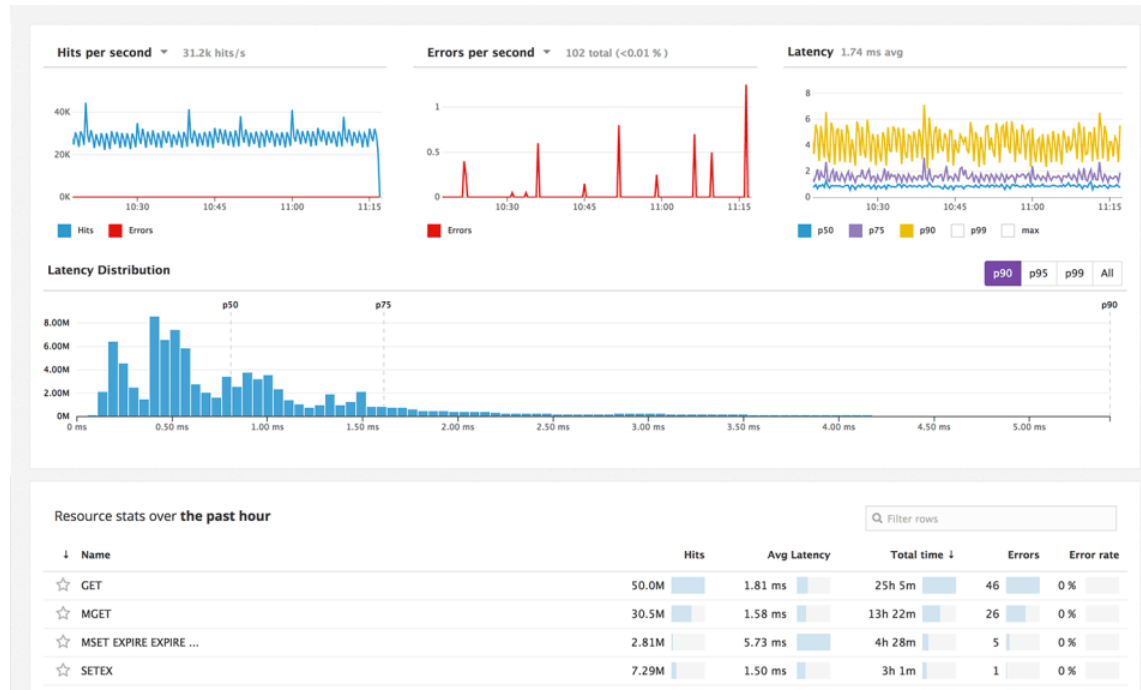 Hits per second 31.2k hits/s
Errors per second 102 total (<0.01 % )
Latency 1.74 ms avg
40K
20K
0K
10:30 10:45 11:00 11:15
Hits Errors
1
0.5
0
10:30 10:45 11:00 11:15
Errors
8
6
4
2
0
10:30 10:45 11:00 11:15
p50 p75 p90 p99 max
Latency Distribution
p90 p95 p99 All
p50 p75 p90
8.00M
6.00M
4.00M
2.00M
0M
0 ms 0.50 ms 1.00 ms 1.50 ms 2.00 ms 2.50 ms 3.00 ms 3.50 ms 4.00 ms 4.50 ms 5.00 ms
Resource stats over the past hour
Filter rows
↓ Name Hits Avg Latency Total time ↓ Errors Error rate
GET 50.0M 1.81 ms 25h 5m 46 0 %
MGET 30.5M 1.58 ms 13h 22m 26 0 %
MSET EXPIRE EXPIRE ... 2.81M 5.73 ms 4h 28m 5 0 %
SETEX 7.29M 1.50 ms 3h 1m 1 0 %